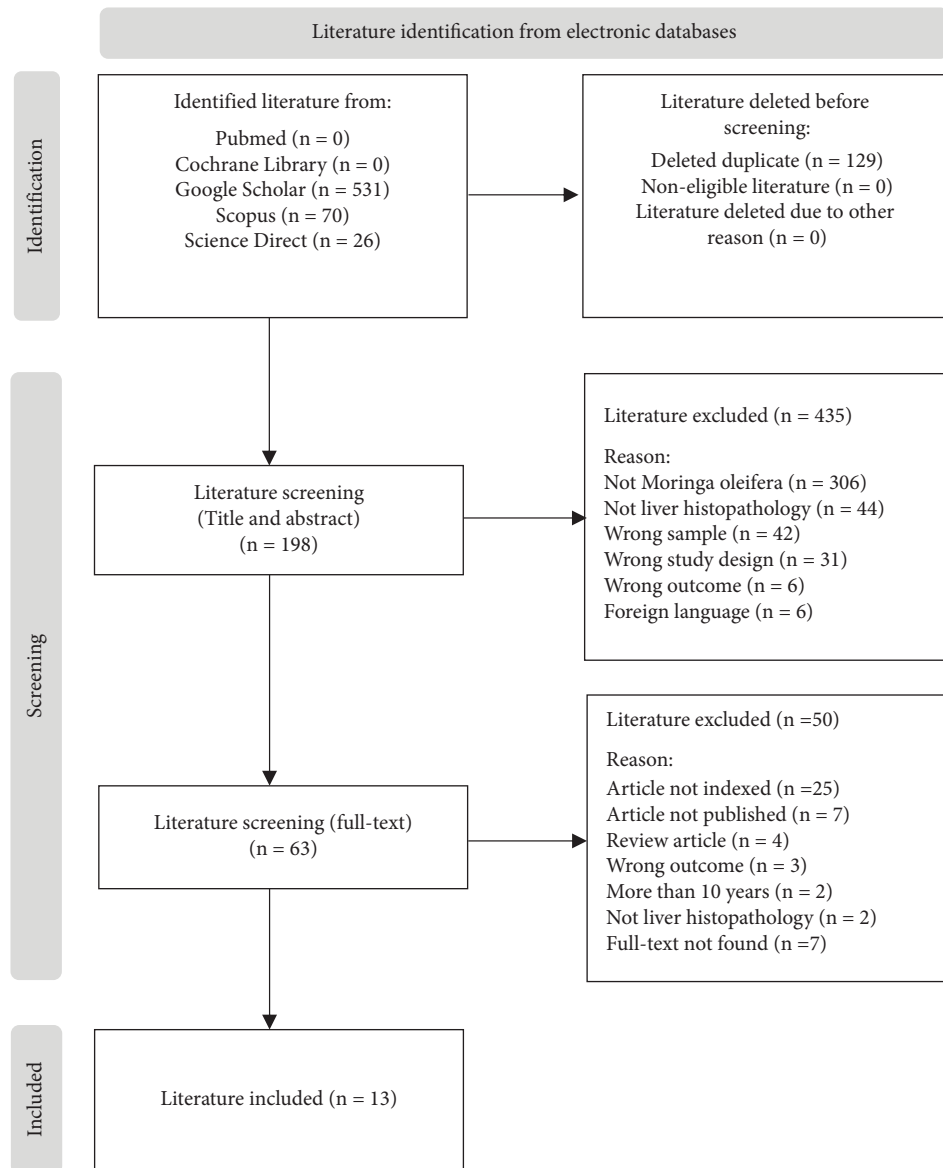 Literature identification from electronic databases
Identification
Identified literature from:
Pubmed (n = 0)
Cochrane Library (n = 0)
Google Scholar (n = 531)
Scopus (n = 70)
Science Direct (n = 26)
Literature deleted before
screening:
Deleted duplicate (n = 129)
Non-eligible literature (n = 0)
Literature deleted due to other
reason (n = 0)
Screening
Literature screening
(Title and abstract)
(n = 198)
Literature excluded (n = 435)
Reason:
Not Moringa oleifera (n = 306)
Not liver histopathology (n = 44)
Wrong sample (n = 42)
Wrong study design (n = 31)
Wrong outcome (n = 6)
Foreign language (n = 6)
Literature screening (full-text)
(n = 63)
Literature excluded (n =50)
Reason:
Article not indexed (n =25)
Article not published (n = 7)
Review article (n = 4)
Wrong outcome (n = 3)
More than 10 years (n = 2)
Not liver histopathology (n = 2)
Full-text not found (n =7)
Included
Literature included (n = 13)